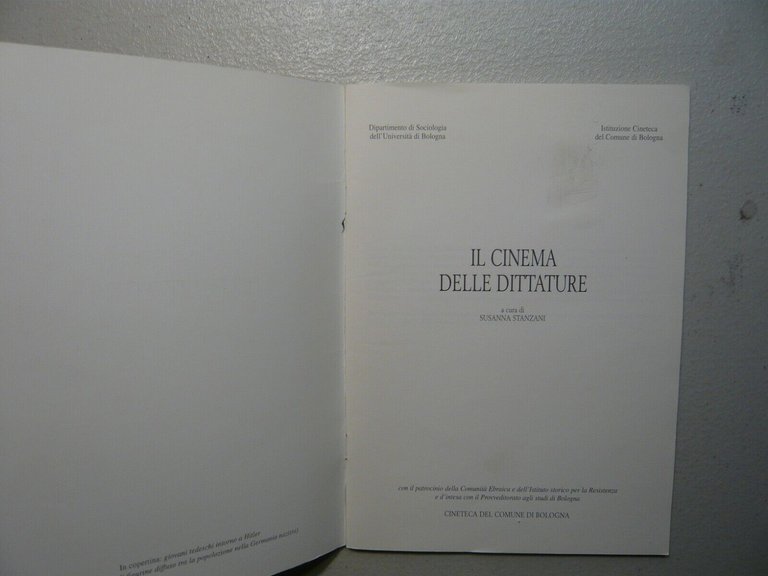 In copertina: giovani tedeschi intorno a Hitler
figurine diffuse tra la popolazione nella Germania nazista)
Dipartimento di Sociologia
dell'Università di Bologna
Istituzione Cineteca
del Comune di Bologna
IL CINEMA
DELLE DITTATURE
a cura di
SUSANNA STANZANI
con il patrocinio della Comunità Ebraica e dell'Istituto storico per la Resistenza
e d'intesa con il Provveditorato agli studi di Bologna
CINETECA DEL COMUNE DI BOLOGNA